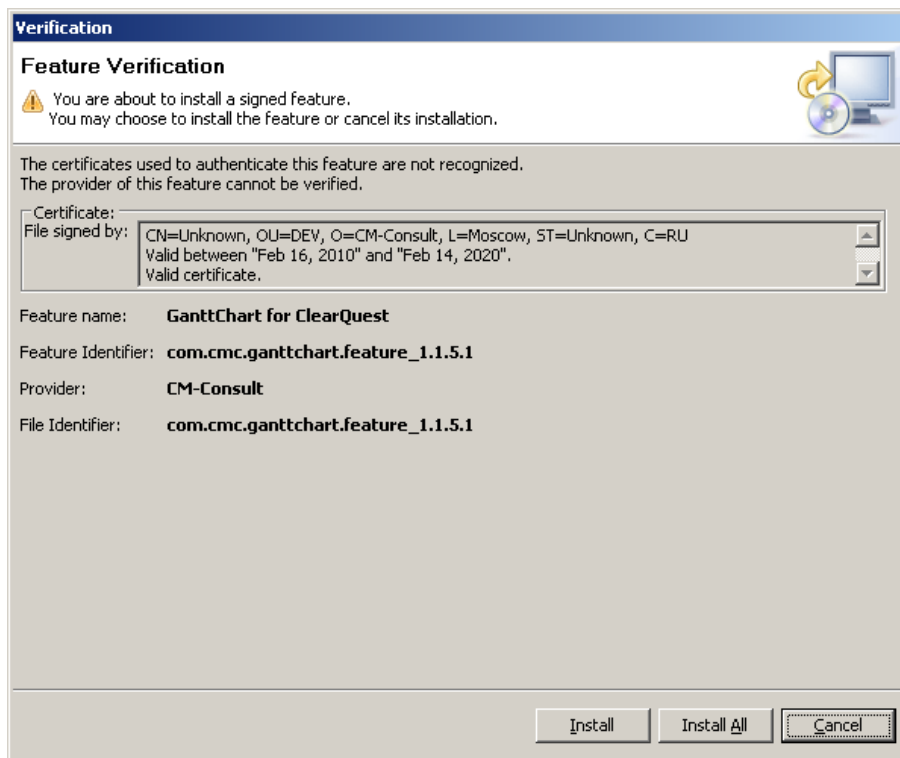 Verification
Feature Verification
You are about to install a signed feature.
You may choose to install the feature or cancel its installation.
The certificates used to authenticate this feature are not recognized.
The provider of this feature cannot be verified.
Certificate:
File signed by: CN=Unknown, OU=DEV, O=CM-Consult, L=Moscow, ST=Unknown, C=RU
Valid between "Feb 16, 2010" and "Feb 14, 2020".
Valid certificate.
Feature name: GanttChart for ClearQuest
Feature Identifier: com.cmc.ganttchart.feature_1.1.5.1
Provider: CM-Consult
File Identifier: com.cmc.ganttchart.feature_1.1.5.1
Install Install All Cancel